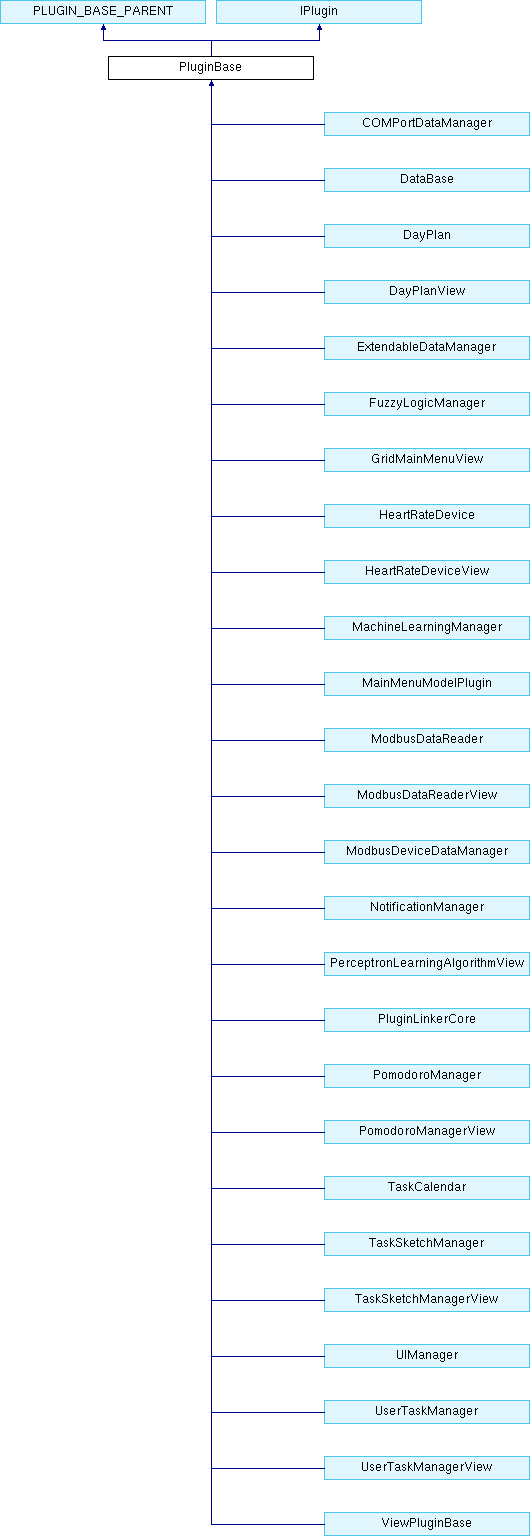 PLUGIN_BASE_PARENT
IPlugin
PluginBase
COMPortDataManager
DataBase
DayPlan
DayPlanView
ExtendableDataManager
FuzzyLogicManager
GridMainMenuView
HeartRateDevice
HeartRateDeviceView
MachineLearningManager
MainMenuModelPlugin
ModbusDataReader
ModbusDataReaderView
ModbusDeviceDataManager
NotificationManager
PerceptronLearningAlgorithmView
PluginLinkerCore
PomodoroManager
PomodoroManagerView
TaskCalendar
TaskSketchManager
TaskSketchManagerView
UIManager
UserTaskManager
UserTaskManagerView
ViewPluginBase